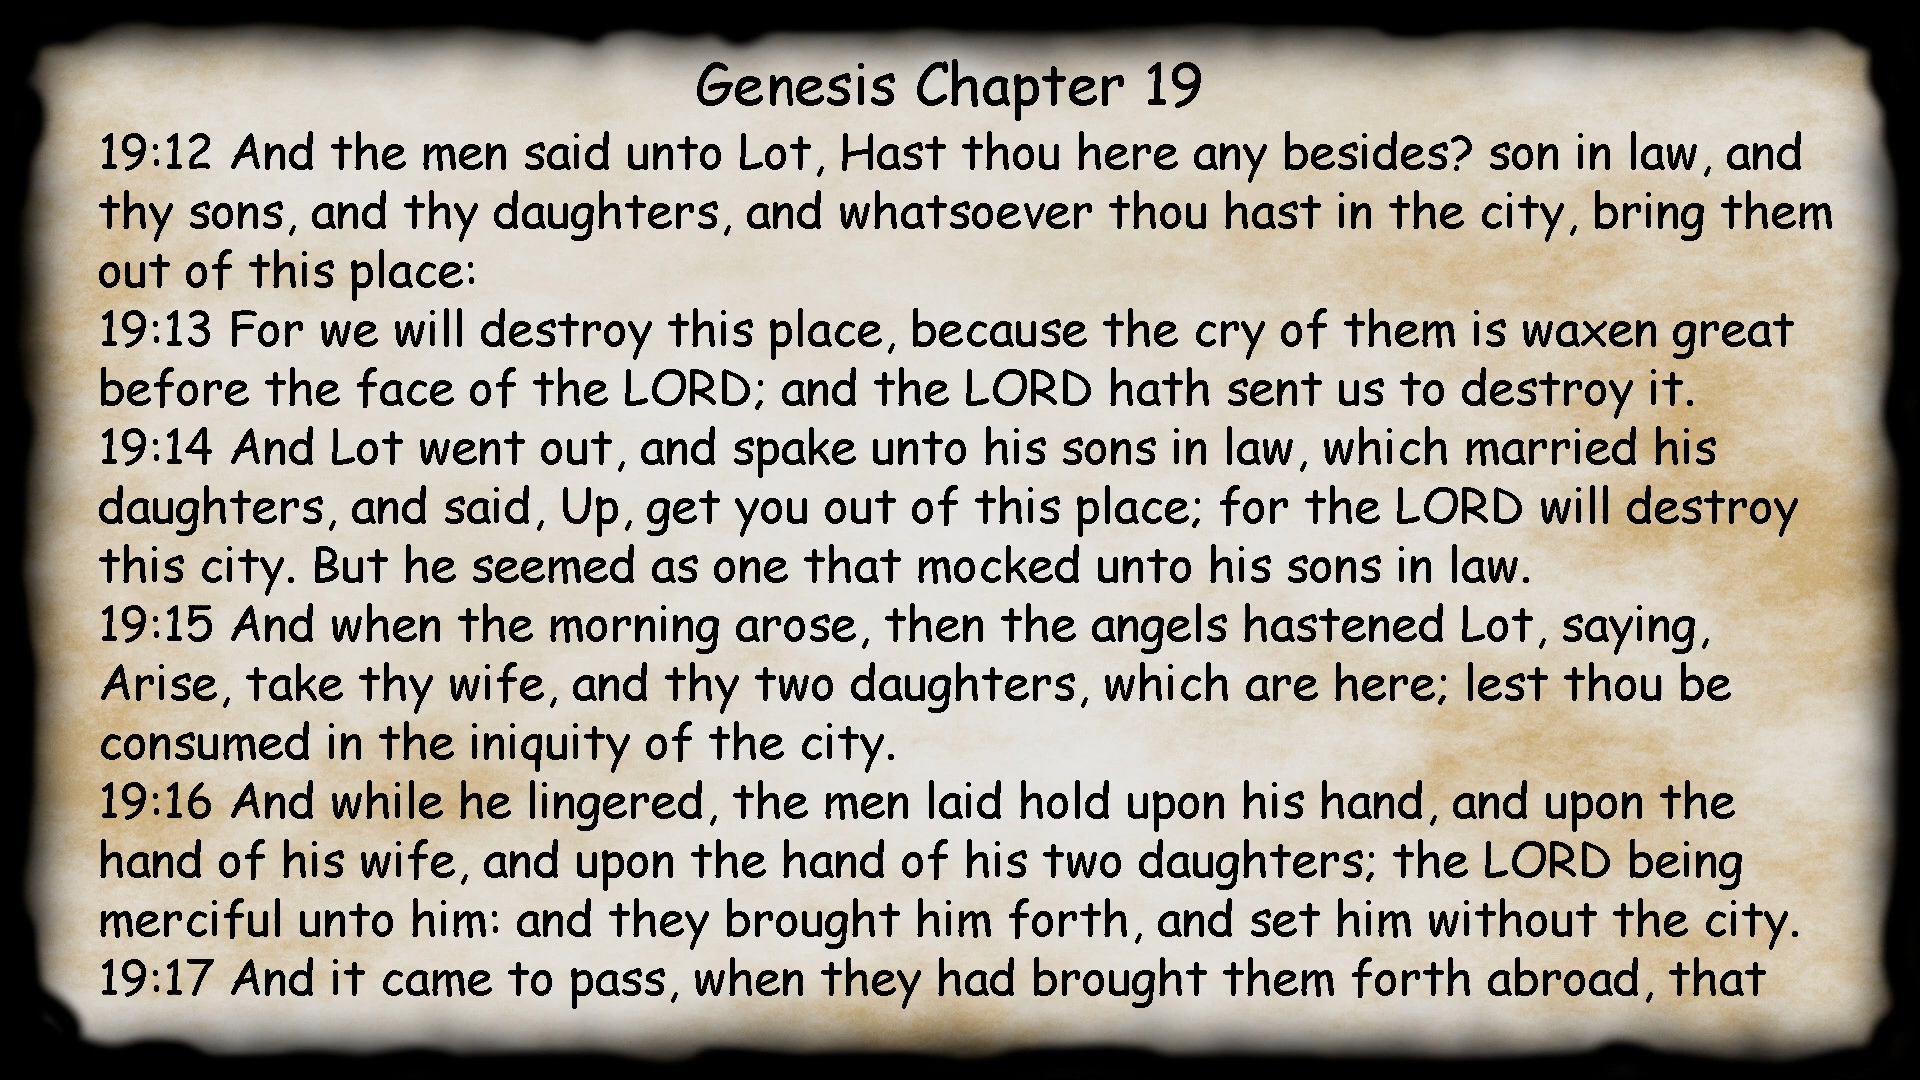 Genesis Chapter 19
19:12 And the men said unto Lot, Hast thou here any besides? son in law, and
thy sons, and thy daughters, and whatsoever thou hast in the city, bring them
out of this place:
19:13 For we will destroy this place, because the cry of them is waxen great
before the face of the LORD; and the LORD hath sent us to destroy it.
19:14 And Lot went out, and spake unto his sons in law, which married his
daughters, and said, Up, get you out of this place; for the LORD will destroy
this city. But he seemed as one that mocked unto his sons in law.
19:15 And when the morning arose, then the angels hastened Lot, saying,
Arise, take thy wife, and thy two daughters, which are here; lest thou be
consumed in the iniquity of the city.
19:16 And while he lingered, the men laid hold upon his hand, and upon the
hand of his wife, and upon the hand of his two daughters; the LORD being
merciful unto him: and they brought him forth, and set him without the city.
19:17 And it came to pass, when they had brought them forth abroad, that